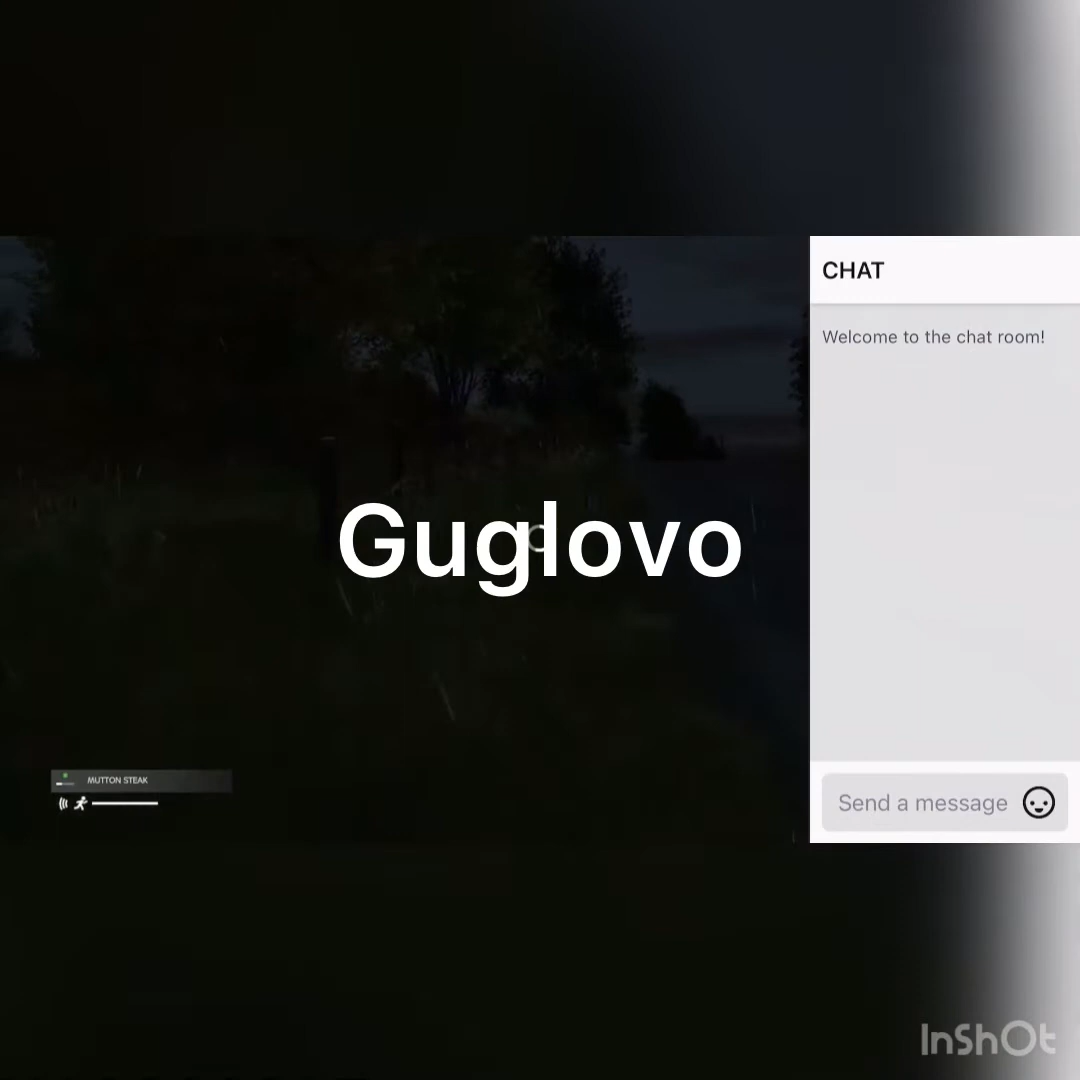 CHAT
Welcome to the chat room!
Guglovo
MUTTON STEAK
Send a message
InShOt